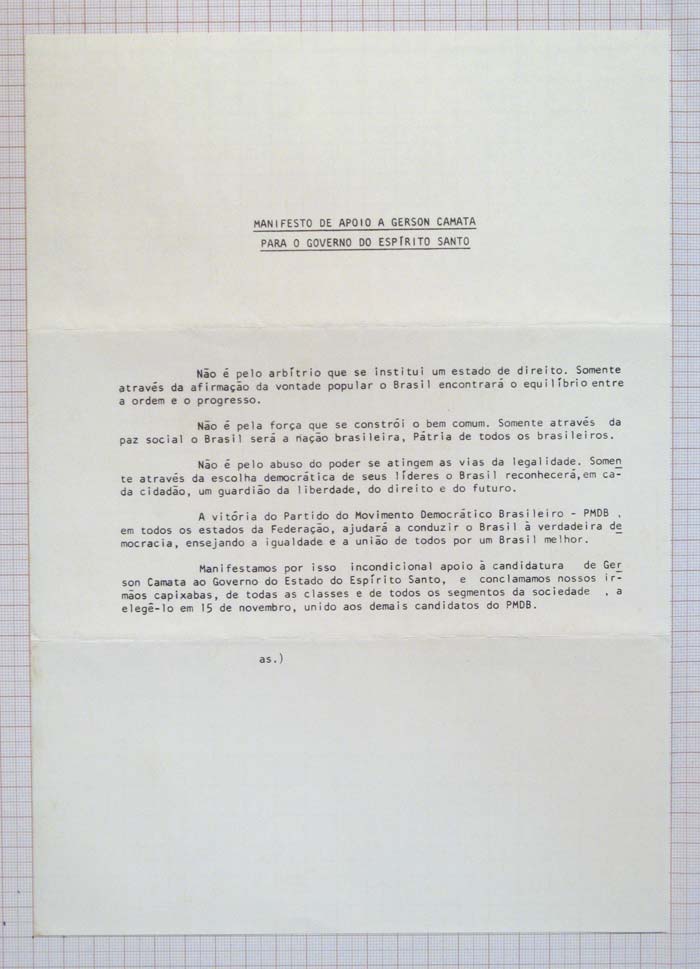 MANIFESTO DE APOIO A GERSON CAMATA
PARA O GOVERNO DO ESPÍRITO SANTO
Não é pelo arbítrio que se institui um estado de direito. Somente
através da afirmação da vontade popular o Brasil encontrará o equilíbrio entre
a ordem e o progresso.
Não é pela força que se constrói o bem comum. Somente através da
paz social o Brasil será a nação brasileira, Pátria de todos os brasileiros.
Não é pelo abuso do poder se atingem as vias da legalidade. Somen
te através da escolha democrática de seus líderes o Brasil reconhecerá, em ca-
da cidadão, um guardião da liberdade, do direito e do futuro.
A vitória do Partido do Movimento Democrático Brasileiro - PMDB ,
em todos os estados da Federação, ajudará a conduzir o Brasil à verdadeira de
mocracia, ensejando a igualdade e a união de todos por um Brasil melhor.
Manifestamos por isso incondicional apoio à candidatura de Ger
son Camata ao Governo do Estado do Espírito Santo, e conclamamos nossos ir-
mãos capixabas, de todas as classes e de todos os segmentos da sociedade , a
elegê-lo em 15 de novembro, unido aos demais candidatos do PMDB.
as.)